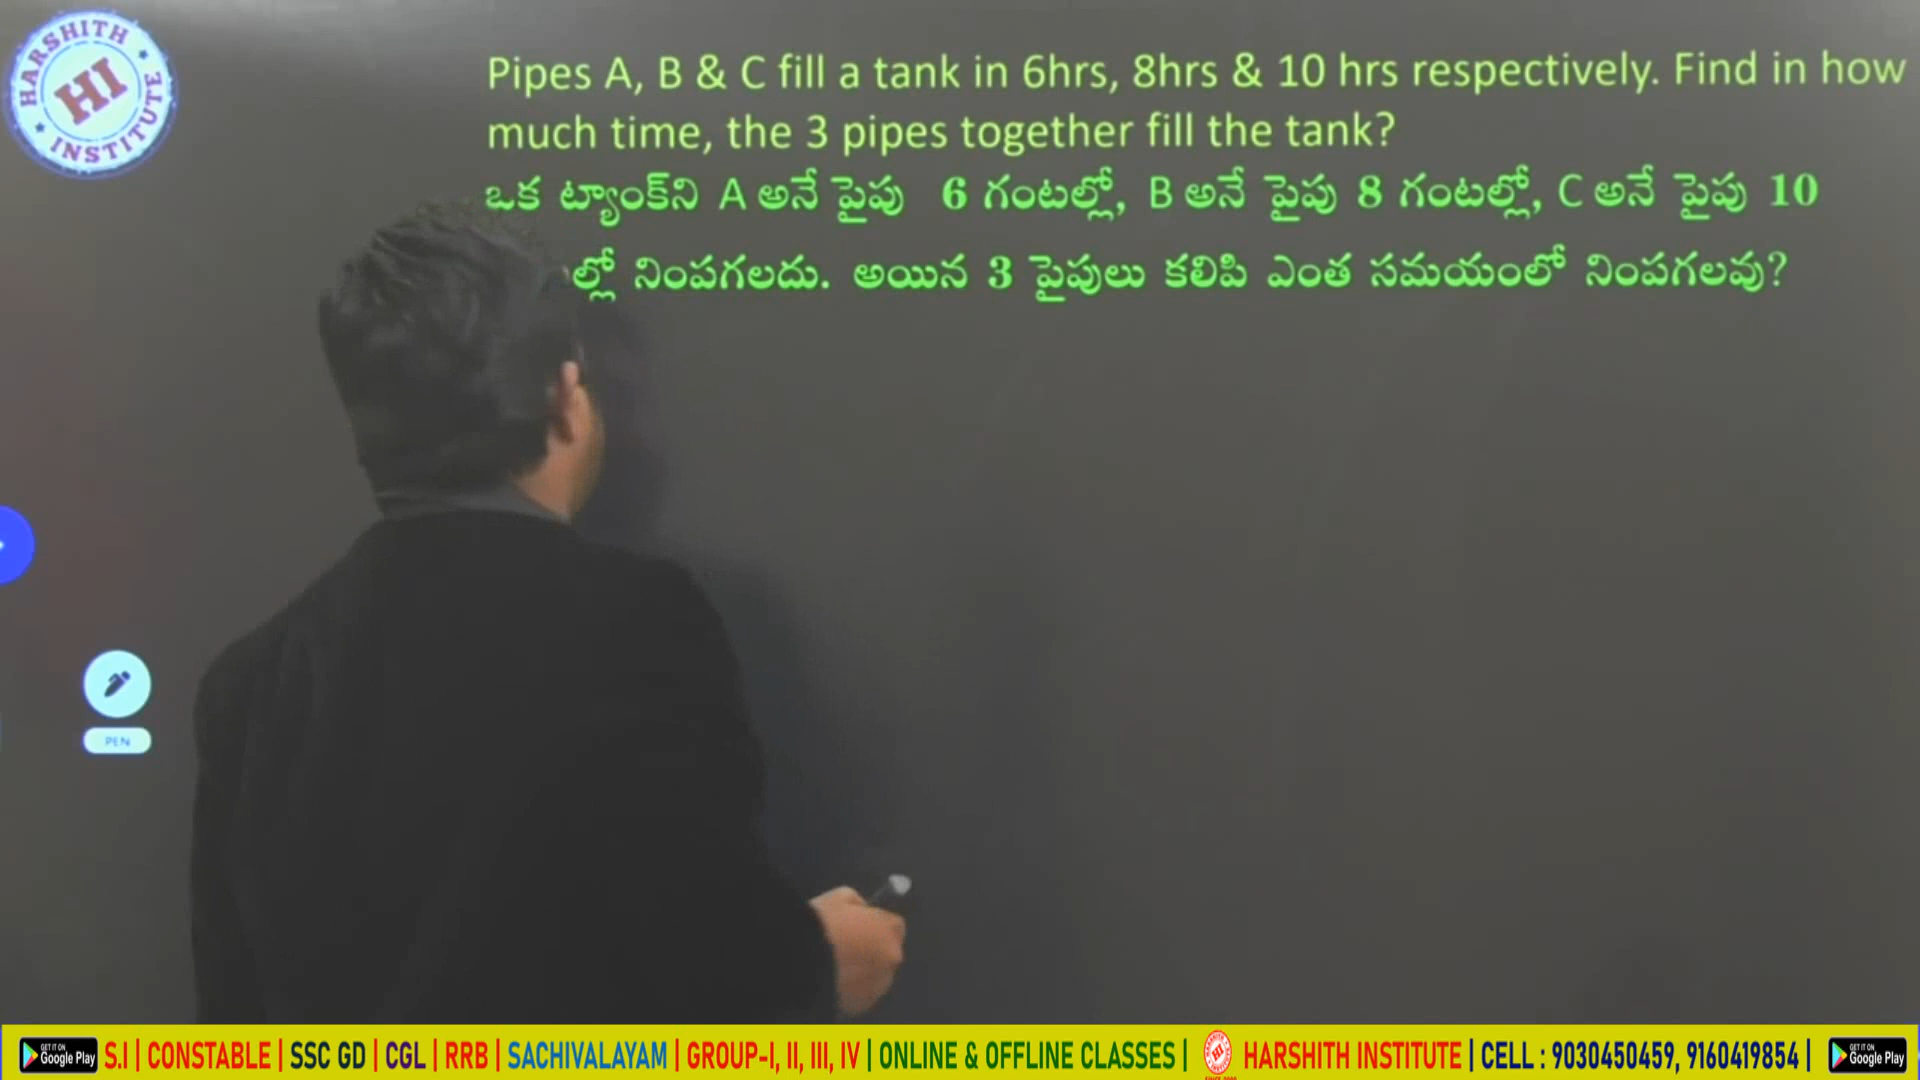 HARSHITH
HI
INSTITUTE
Pipes A, B & C fill a tank in 6hrs, 8hrs & 10 hrs respectively. Find in how
much time, the 3 pipes together fill the tank?
ఒక ట్యాంక్‌ని A అనే పైపు 6 గంటల్లో, B అనే పైపు 8 గంటల్లో, C అనే పైపు 10
ల్లో నింపగలదు. అయిన 3 పైపులు కలిపి ఎంత సమయంలో నింపగలవు?
PEN
GET IT ON Google Play S.I | CONSTABLE | SSC GD | CGL | RRB | SACHIVALAYAM | GROUP-I, II, III, IV | ONLINE & OFFLINE CLASSES | HI HARSHITH INSTITUTE | CELL : 9030450459, 9160419854 | GET IT ON Google Play